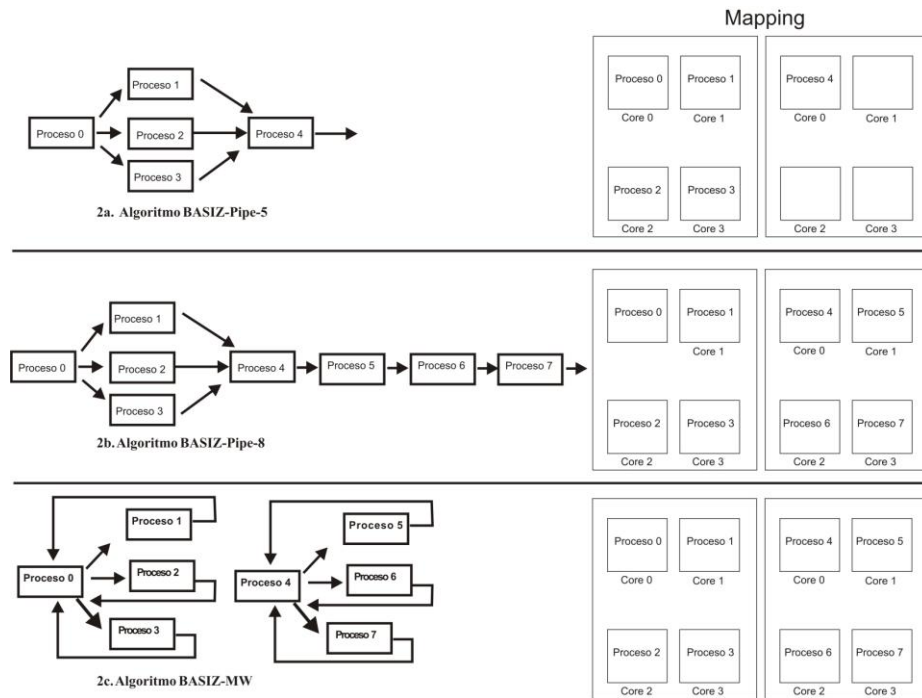 Mapping
Proceso 1
Proceso 0
Proceso 2
Proceso 4
Proceso 3
2a. Algoritmo BASIZ-Pipe-5
Proceso 0
Proceso 1
Core 0
Core 1
Proceso 2
Proceso 3
Core 2
Core 3
Proceso 4
Core 0
Core 1
Core 2
Core 3
Proceso 1
Proceso 0
Proceso 2
Proceso 4
Proceso 5
Proceso 6
Proceso 7
Proceso 3
2b. Algoritmo BASIZ-Pipe-8
Proceso 0
Proceso 1
Core 1
Proceso 2
Proceso 3
Core 2
Core 3
Proceso 4
Proceso 5
Core 0
Core 1
Proceso 6
Proceso 7
Core 2
Core 3
Proceso 1
Proceso 0
Proceso 2
Proceso 3
Proceso 5
Proceso 4
Proceso 6
Proceso 7
2c. Algoritmo BASIZ-MW
Proceso 0
Proceso 1
Core 0
Core 1
Proceso 2
Proceso 3
Core 2
Core 3
Proceso 4
Proceso 5
Core 0
Core 1
Proceso 6
Proceso 7
Core 2
Core 3